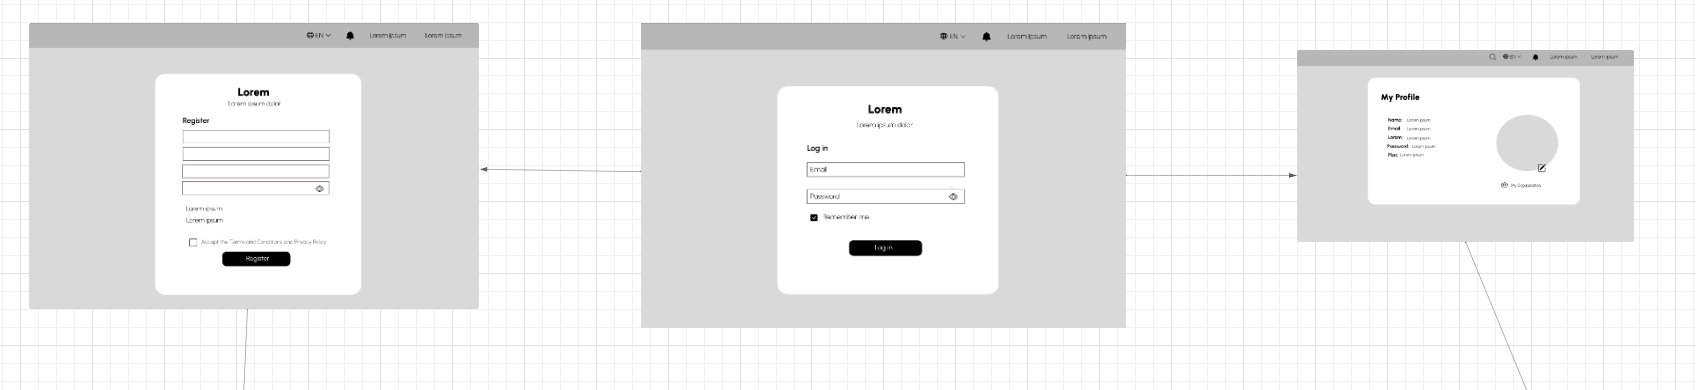 EN
Lorem ipsum
Lorem ipsum
Lorem
Lorem ipsum dolor
Register
Lorem ipsum
Lorem ipsum
Accept the Terms and Conditions and Privacy Policy
Register
EN
Lorem ipsum
Lorem ipsum
Lorem
Lorem ipsum dolor
Log in
Email
Password
Remember me
Log in
EN
Lorem ipsum
Lorem ipsum
My Profile
Name: Lorem ipsum
Email: Lorem ipsum
Lorem: Lorem ipsum
Password: Lorem ipsum
Plan: Lorem ipsum
My Organization